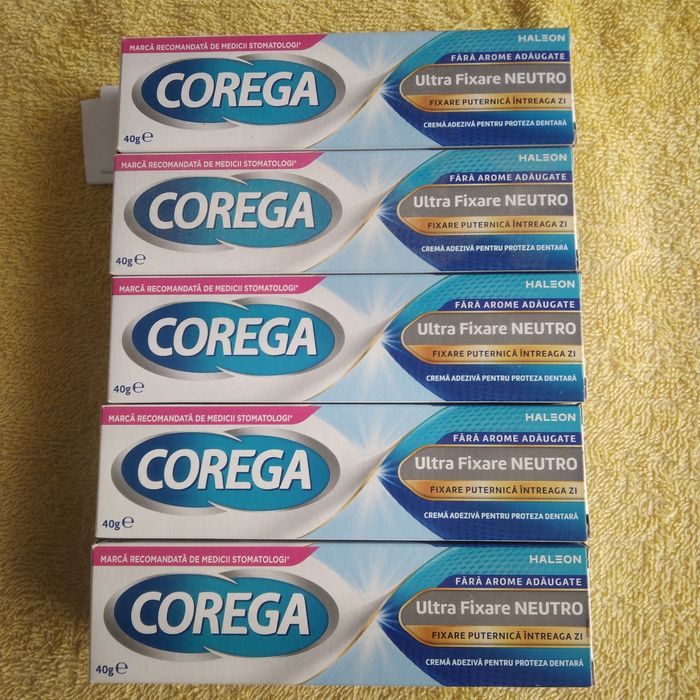 MARCĂ RECOMANDATĂ DE MEDICII STOMATOLOGI*
HALEON
FĂRĂ AROME ADĂUGATE
COREGA
Ultra Fixare NEUTRO
FIXARE PUTERNICĂ ÎNTREAGA ZI
CREMĂ ADEZIVĂ PENTRU PROTEZA DENTARĂ
40g℮
MARCĂ RECOMANDATĂ DE MEDICII STOMATOLOGI*
HALEON
FĂRĂ AROME ADĂUGATE
COREGA
Ultra Fixare NEUTRO
FIXARE PUTERNICĂ ÎNTREAGA ZI
CREMĂ ADEZIVĂ PENTRU PROTEZA DENTARĂ
40g℮
MARCĂ RECOMANDATĂ DE MEDICII STOMATOLOGI*
HALEON
FĂRĂ AROME ADĂUGATE
COREGA
Ultra Fixare NEUTRO
FIXARE PUTERNICĂ ÎNTREAGA ZI
CREMĂ ADEZIVĂ PENTRU PROTEZA DENTARĂ
40g℮
MARCĂ RECOMANDATĂ DE MEDICII STOMATOLOGI*
HALEON
FĂRĂ AROME ADĂUGATE
COREGA
Ultra Fixare NEUTRO
FIXARE PUTERNICĂ ÎNTREAGA ZI
CREMĂ ADEZIVĂ PENTRU PROTEZA DENTARĂ
40g℮
MARCĂ RECOMANDATĂ DE MEDICII STOMATOLOGI*
HALEON
FĂRĂ AROME ADĂUGATE
COREGA
Ultra Fixare NEUTRO
FIXARE PUTERNICĂ ÎNTREAGA ZI
CREMĂ ADEZIVĂ PENTRU PROTEZA DENTARĂ
40g℮